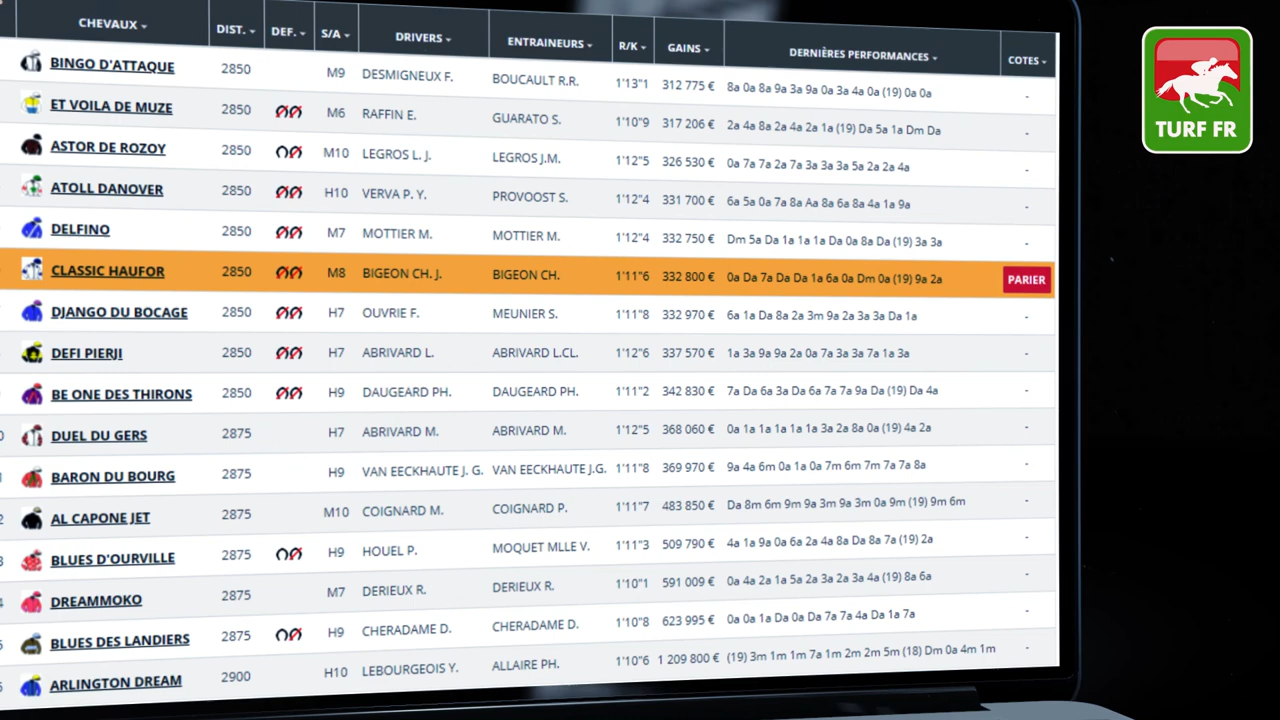 CHEVAUX DIST. DEF. S/A DRIVERS ENTRAINEURS R/K GAINS DERNIÈRES PERFORMANCES COTES
BINGO D'ATTAQUE 2850 M9 DESMIGNEUX F. BOUCAULT R.R. 1'13"1 312 775 € 8a 0a 8a 9a 3a 9a 0a 3a 4a 0a (19) 0a 0a -
ET VOILA DE MUZE 2850 M6 RAFFIN E. GUARATO S. 1'10"9 317 206 € 2a 4a 8a 2a 4a 2a 1a (19) Da 5a 1a Dm Da -
ASTOR DE ROZOY 2850 M10 LEGROS L. J. LEGROS J.M. 1'12"5 326 530 € 0a 7a 7a 2a 7a 3a 3a 3a 5a 2a 2a 4a -
ATOLL DANOVER 2850 H10 VERVA P. Y. PROVOOST S. 1'12"4 331 700 € 6a 5a 0a 7a 8a Aa 8a 6a 8a 4a 1a 9a -
DELFINO 2850 M7 MOTTIER M. MOTTIER M. 1'12"4 332 750 € Dm 5a Da 1a 1a 1a Da 0a 8a Da (19) 3a 3a -
CLASSIC HAUFOR 2850 M8 BIGEON CH. J. BIGEON CH. 1'11"6 332 800 € 0a Da 7a Da Da 1a 6a 0a Dm 0a (19) 9a 2a PARIER
DJANGO DU BOCAGE 2850 H7 OUVRIE F. MEUNIER S. 1'11"8 332 970 € 6a 1a Da 8a 2a 3m 9a 2a 3a 3a Da 1a -
DEFI PIERJI 2850 H7 ABRIVARD L. ABRIVARD L.CL. 1'12"6 337 570 € 1a 3a 9a 9a 2a 0a 7a 3a 3a 7a 1a 3a -
BE ONE DES THIRONS 2850 H9 DAUGEARD PH. DAUGEARD PH. 1'11"2 342 830 € 7a Da 6a 3a Da 6a 7a 7a 9a Da (19) Da 4a -
0 DUEL DU GERS 2875 H7 ABRIVARD M. ABRIVARD M. 1'12"5 368 060 € 0a 1a 1a 1a 1a 1a 3a 2a 8a 0a (19) 4a 2a -
1 BARON DU BOURG 2875 H9 VAN EECKHAUTE J. G. VAN EECKHAUTE J.G. 1'11"8 369 970 € 9a 4a 6m 0a 1a 0a 7m 6m 7m 7a 7a 8a -
2 AL CAPONE JET 2875 M10 COIGNARD M. COIGNARD P. 1'11"7 483 850 € Da 8m 6m 9m 9a 3m 9a 3m 0a 9m (19) 9m 6m -
3 BLUES D'OURVILLE 2875 H9 HOUEL P. MOQUET MLLE V. 1'11"3 509 790 € 4a 1a 9a 0a 6a 2a 4a 8a Da 8a 7a (19) 2a -
4 DREAMMOKO 2875 M7 DERIEUX R. DERIEUX R. 1'10"1 591 009 € 0a 4a 2a 1a 5a 2a 3a 2a 3a 4a (19) 8a 6a -
5 BLUES DES LANDIERS 2875 H9 CHERADAME D. CHERADAME D. 1'10"8 623 995 € 0a 0a 1a Da 0a Da 7a 7a 4a Da 1a 7a -
ARLINGTON DREAM 2900 H10 LEBOURGEOIS Y. ALLAIRE PH. 1'10"6 1 209 800 € (19) 3m 1m 1m 7a 1m 2m 2m 5m (18) Dm 0a 4m 1m -
TURF FR